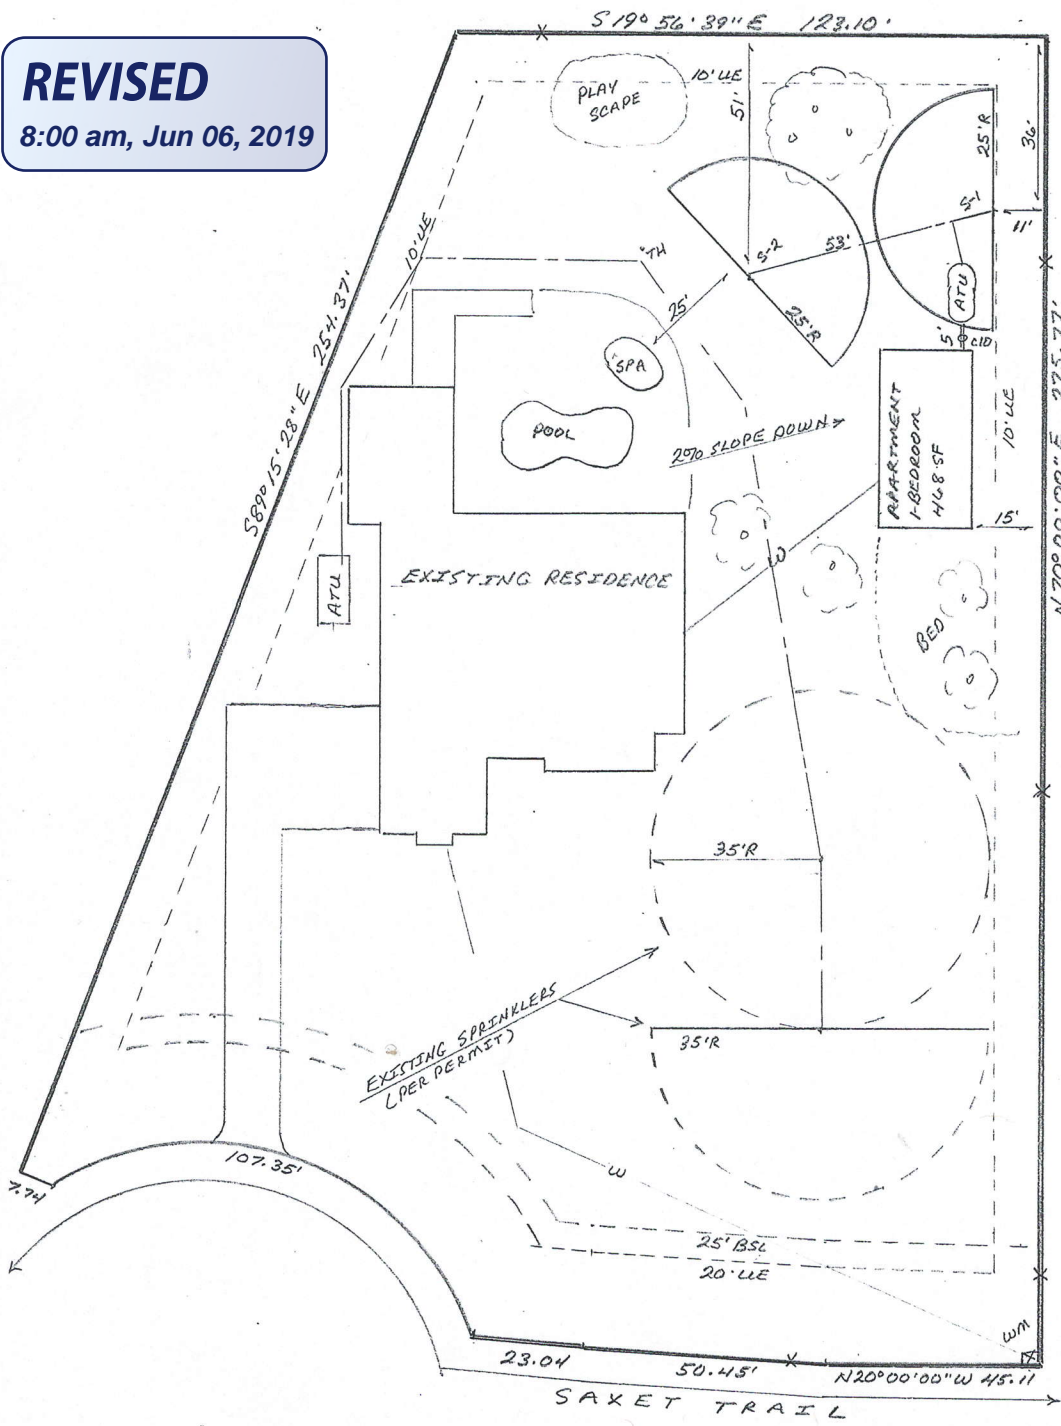 S 19° 56' 39" E 123.10'
REVISED
8:00 am, Jun 06, 2019
PLAY
SCAPE
10' UE
51'
25'R
36'
S-1
11'
10' UE
TH
S-2
53'
25'
25'R
ATU
5'
C/O
SPA
S89° 15' 28" E 254.37'
POOL
2% SLOPE DOWN
APARTMENT
1-BEDROOM
468 SF
10' UE
15'
ATU
EXISTING RESIDENCE
W
BED
35'R
EXISTING SPRINKLERS
(PER PERMIT)
35'R
107.35'
7.74
W
25' BSL
20' UE
WM
23.04
50.45'
N20°00'00"W 45.11
SAXET TRAIL